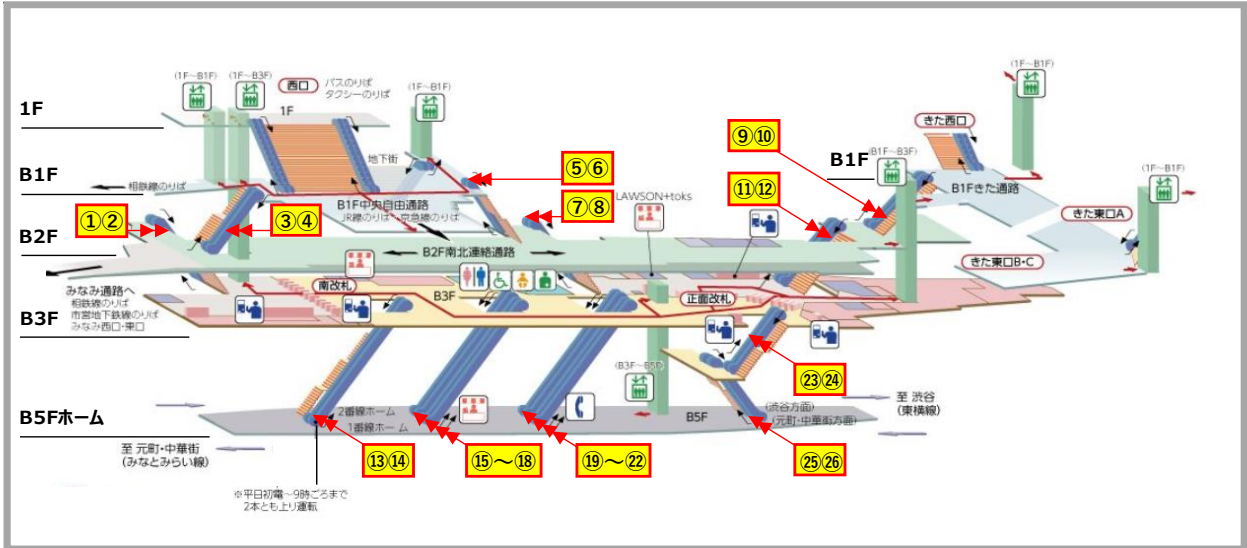 (1F～B1F)
(1F～B3F)
西口
バスのりば
タクシーのりば
1F
1F
(1F～B1F)
きた西口
⑨⑩
B1F
(B1F～B3F)
(1F～B1F)
地下街
B1F
相鉄線のりば
⑤⑥
B1F中央自由通路
JR線のりば
京急線のりば
LAWSON+toks
⑪⑫
B1Fきた通路
①②
③④
⑦⑧
きた東口A
B2F
B2F南北連絡通路
きた東口B・C
みなみ通路へ
相鉄線のりば
市営地下鉄線のりば
みなみ西口・東口
南改札
B3F
正面改札
B3F
(B3F～B5F)
㉓㉔
B5Fホーム
2番線ホーム
1番線ホーム
B5F
(渋谷方面)
(元町・中華街方面)
至 渋谷
(東横線)
至 元町・中華街
(みなとみらい線)
⑬⑭
⑮～⑱
⑲～㉒
㉕㉖
※平日初電～9時ごろまで
2本とも上り運転